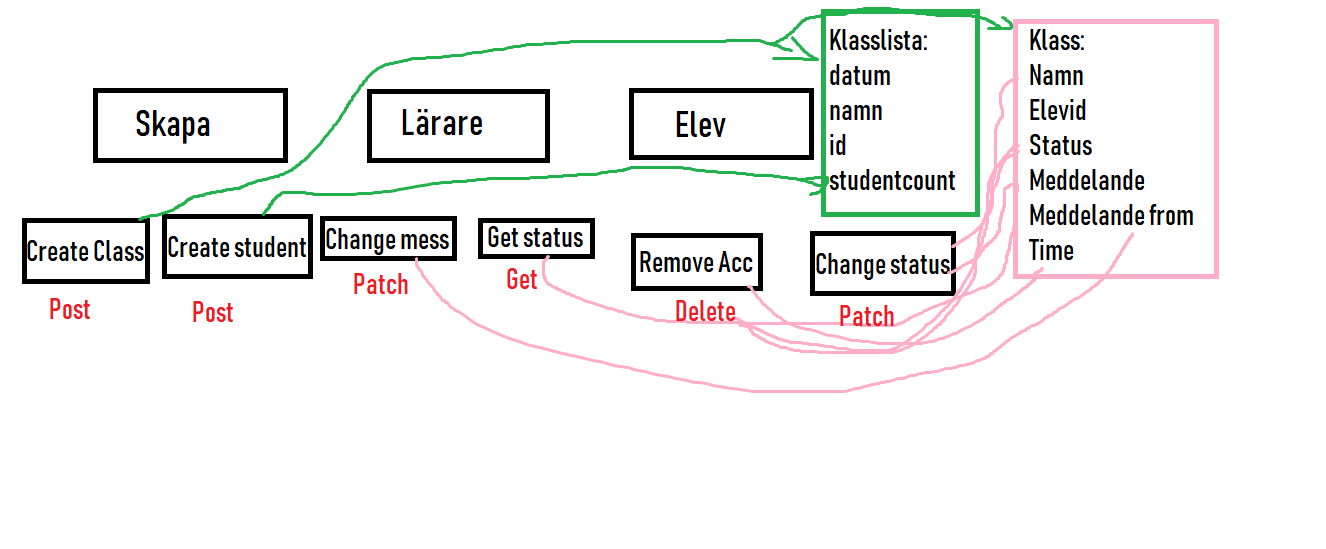 Klasslista:
datum
namn
id
studentcount
Klass:
Namn
Elevid
Status
Meddelande
Meddelande from
Time
Skapa
Lärare
Elev
Create Class
Create student
Change mess
Get status
Remove Acc
Change status
Post
Post
Patch
Get
Delete
Patch